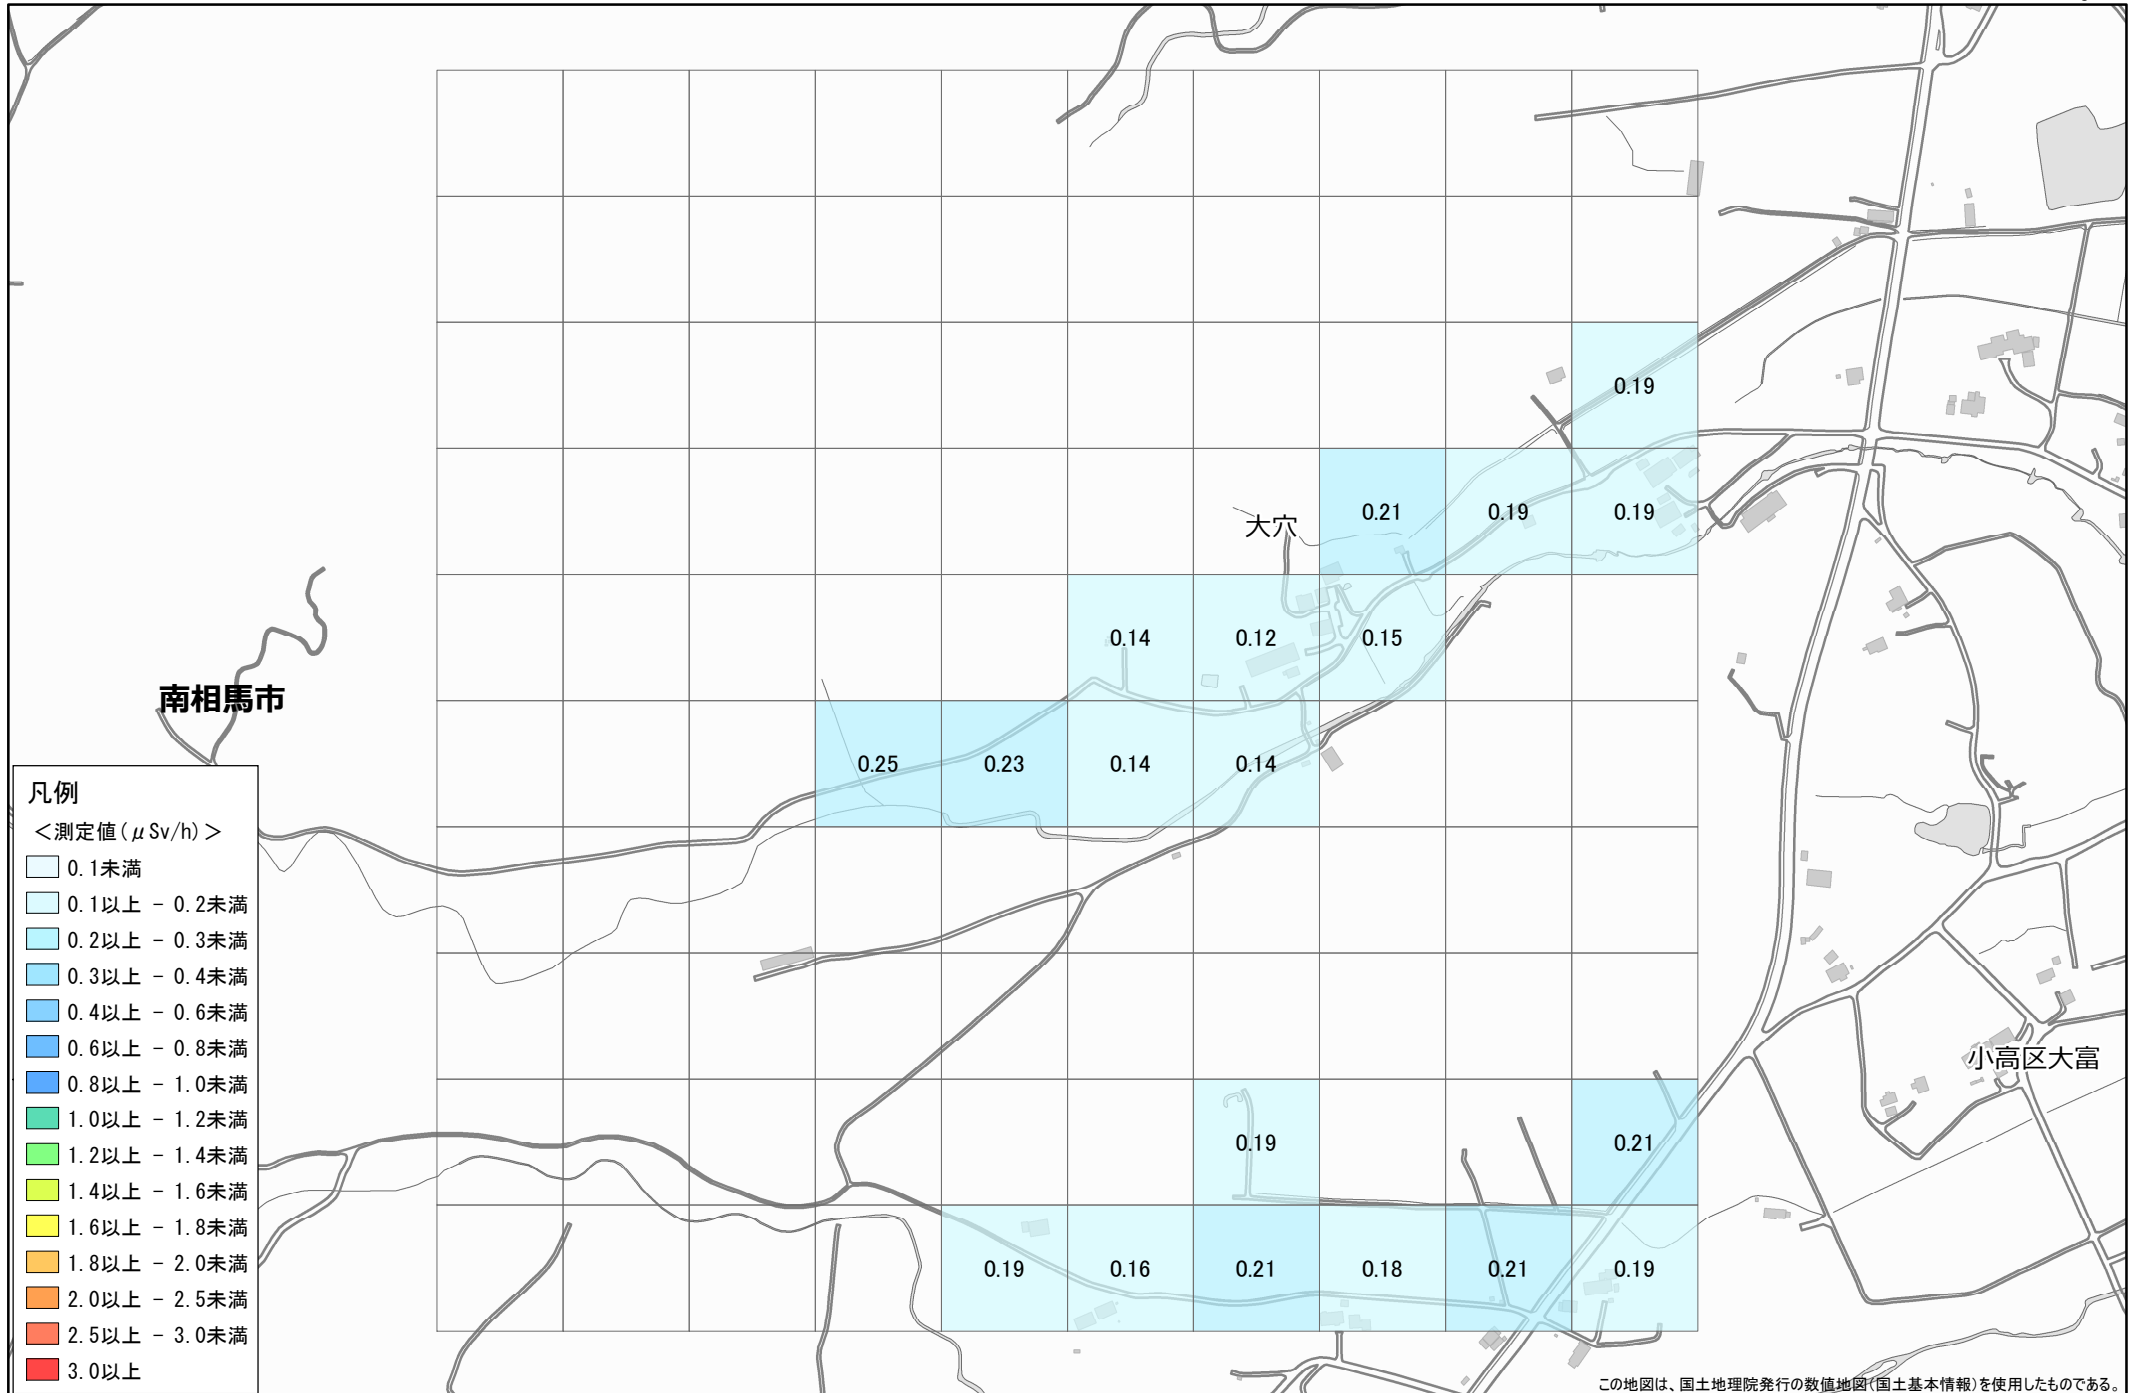 0.19
大穴
0.21
0.19
0.19
0.14
0.12
0.15
南相馬市
0.25
0.23
0.14
0.14
凡例
＜測定値(μSv/h)＞
0.1未満
0.1以上 － 0.2未満
0.2以上 － 0.3未満
0.3以上 － 0.4未満
0.4以上 － 0.6未満
0.6以上 － 0.8未満
0.8以上 － 1.0未満
1.0以上 － 1.2未満
1.2以上 － 1.4未満
1.4以上 － 1.6未満
1.6以上 － 1.8未満
1.8以上 － 2.0未満
2.0以上 － 2.5未満
2.5以上 － 3.0未満
3.0以上
小高区大富
0.19
0.21
0.19
0.16
0.21
0.18
0.21
0.19
この地図は、国土地理院発行の数値地図(国土基本情報)を使用したものである。